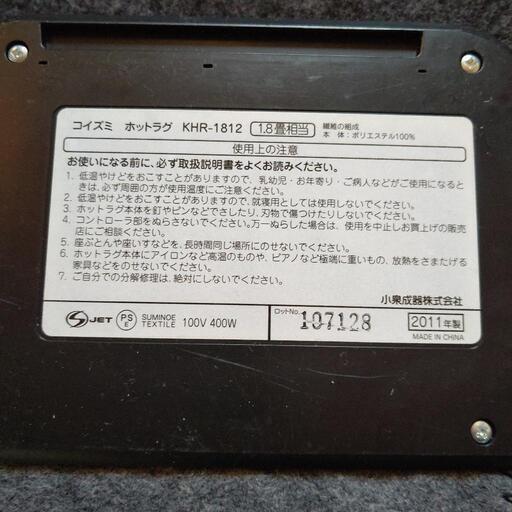 コイズミ ホットラグ KHR-1812 1.8畳相当 繊維の組成
本 体：ポリエステル100%
使用上の注意
お使いになる前に、必ず取扱説明書をよくお読みください。
1. 低温やけどをおこすことがありますので、乳幼児・お年寄り・ご病人などがご使用になるとき
は、必ず周囲の方が使用温度にご注意ください。
2. 低温やけどをおこすことがありますので、就寝用としては使用しないでください。
3. ホットラグ本体を釘やピンなどでさしたり、刃物で傷つけたりしないでください。
4. コントローラ部をぬらさないでください。万一ぬらした場合は、使用を中止しお買上げの販売
店にご相談ください。
5. 座ぶとんや座いすなどを、長時間同じ場所にのせないでください。
6. ホットラグ本体にアイロンなど高温のものや、ピアノなど極端に重いもの、放熱をさまたげる
家具などをのせないでください。
7. ご自分での分解修理は、絶対にしないでください。
小泉成器株式会社
S JET PS E SUMINOE TEXTILE 100V 400W ロットNo. 107128 2011年製
MADE IN CHINA